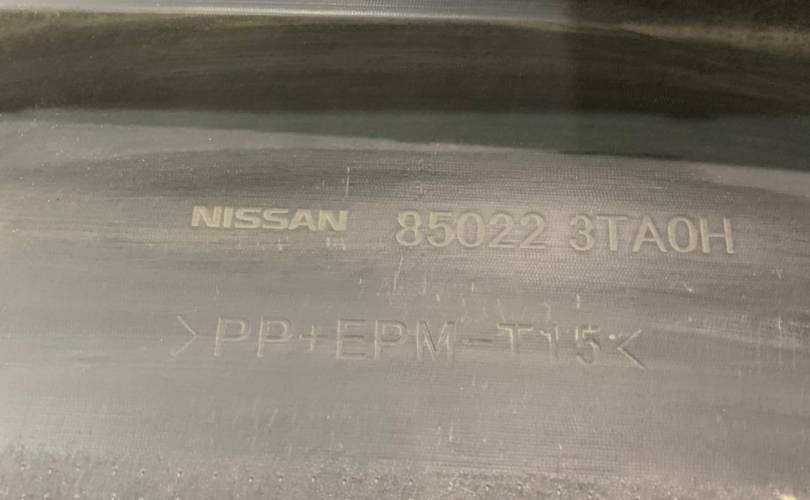 NISSAN 85022 3TA0H
>PP+EPM-T15<